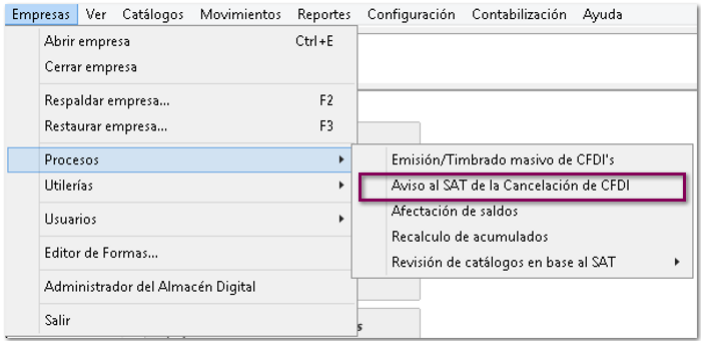 Empresas Ver Catálogos Movimientos Reportes Configuración Contabilización Ayuda
Abrir empresa Ctrl+E
Cerrar empresa
Respaldar empresa... F2
Restaurar empresa... F3
Procesos
Utilerías
Usuarios
Editor de Formas...
Administrador del Almacén Digital
Salir
Emisión/Timbrado masivo de CFDI's
Aviso al SAT de la Cancelación de CFDI
Afectación de saldos
Recalculo de acumulados
Revisión de catálogos en base al SAT